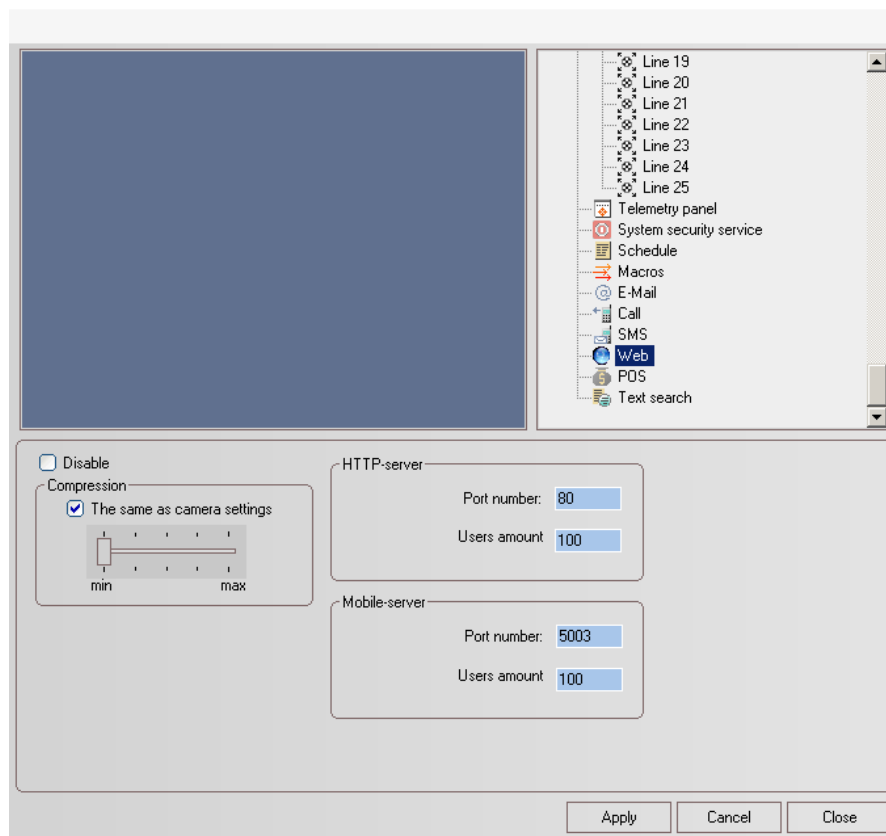 Line 19
Line 20
Line 21
Line 22
Line 23
Line 24
Line 25
Telemetry panel
System security service
Schedule
Macros
E-Mail
Call
SMS
Web
POS
Text search
Disable
Compression
The same as camera settings
min max
HTTP-server
Port number: 80
Users amount 100
Mobile-server
Port number: 5003
Users amount 100
Apply Cancel Close